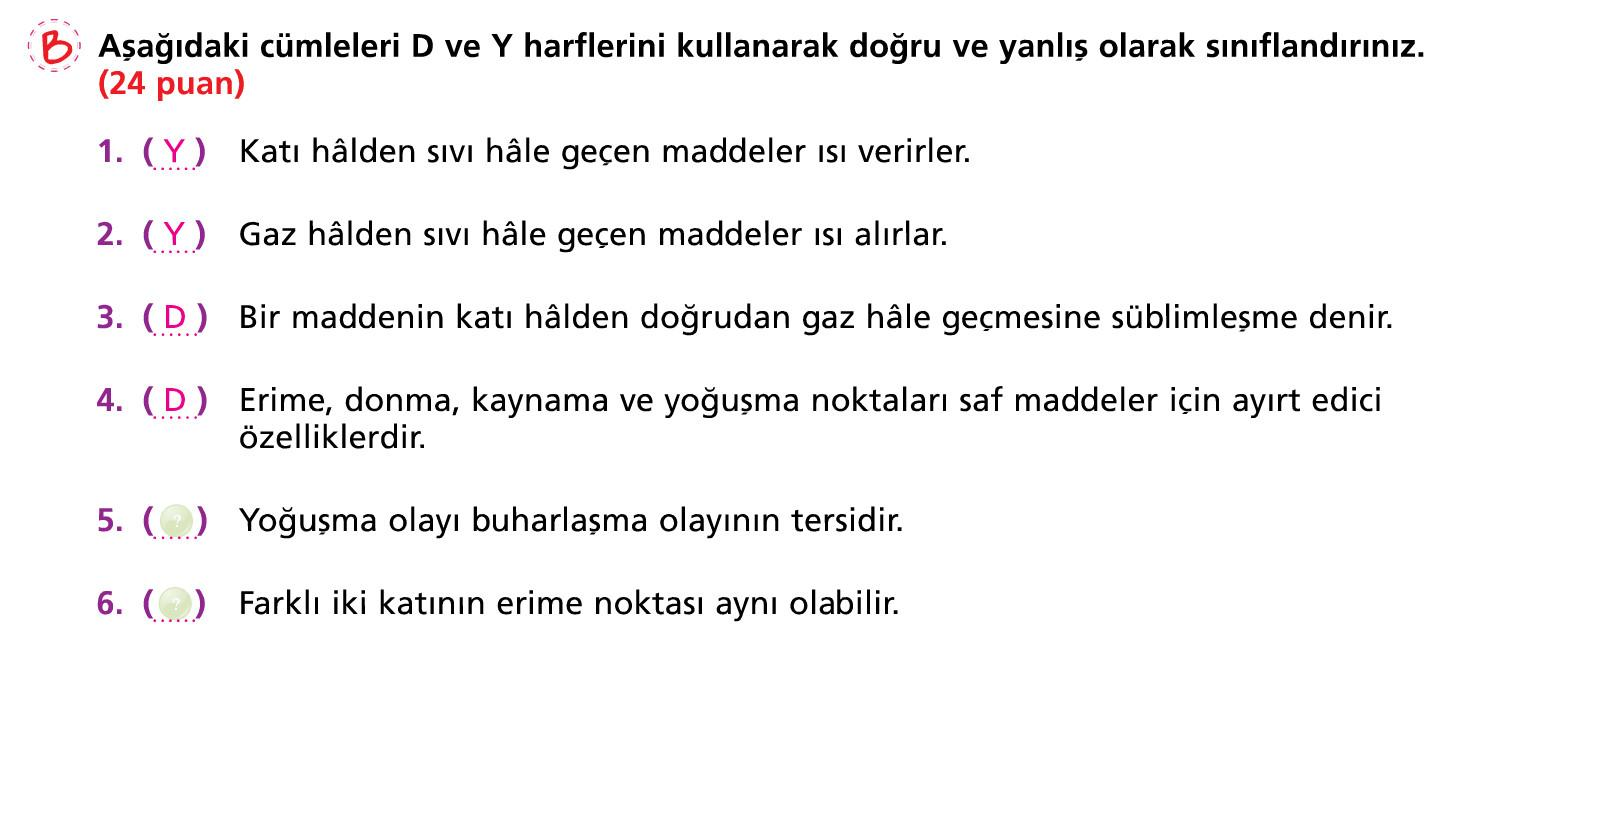 B Aşağıdaki cümleleri D ve Y harflerini kullanarak doğru ve yanlış olarak sınıflandırınız.
(24 puan)
1. ( Y ) Katı hâlden sıvı hâle geçen maddeler ısı verirler.
2. ( Y ) Gaz hâlden sıvı hâle geçen maddeler ısı alırlar.
3. ( D ) Bir maddenin katı hâlden doğrudan gaz hâle geçmesine süblimleşme denir.
4. ( D ) Erime, donma, kaynama ve yoğuşma noktaları saf maddeler için ayırt edici
özelliklerdir.
5. ( ? ) Yoğuşma olayı buharlaşma olayının tersidir.
6. ( ? ) Farklı iki katının erime noktası aynı olabilir.